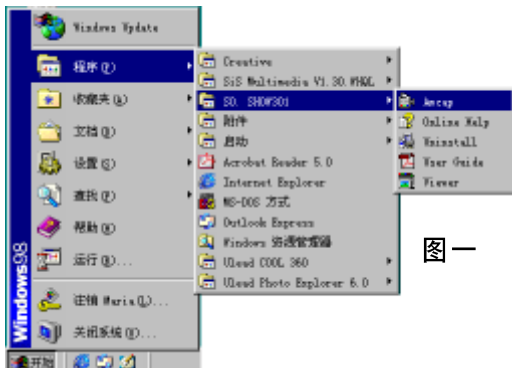 Windows Update
程序(P)
收藏夹(A)
文档(D)
设置(S)
查找(F)
帮助(H)
运行(R)...
注销 Maria(L)...
关闭系统(U)...
Windows98
开始
Creative
SiS Multimedia V1.30.WHQL
SO. SHOW301
附件
启动
Acrobat Reader 5.0
Internet Explorer
MS-DOS 方式
Outlook Express
Windows 资源管理器
Ulead COOL 360
Ulead Photo Explorer 6.0
Amcap
Online Help
Uninstall
User Guide
Viewer
图一